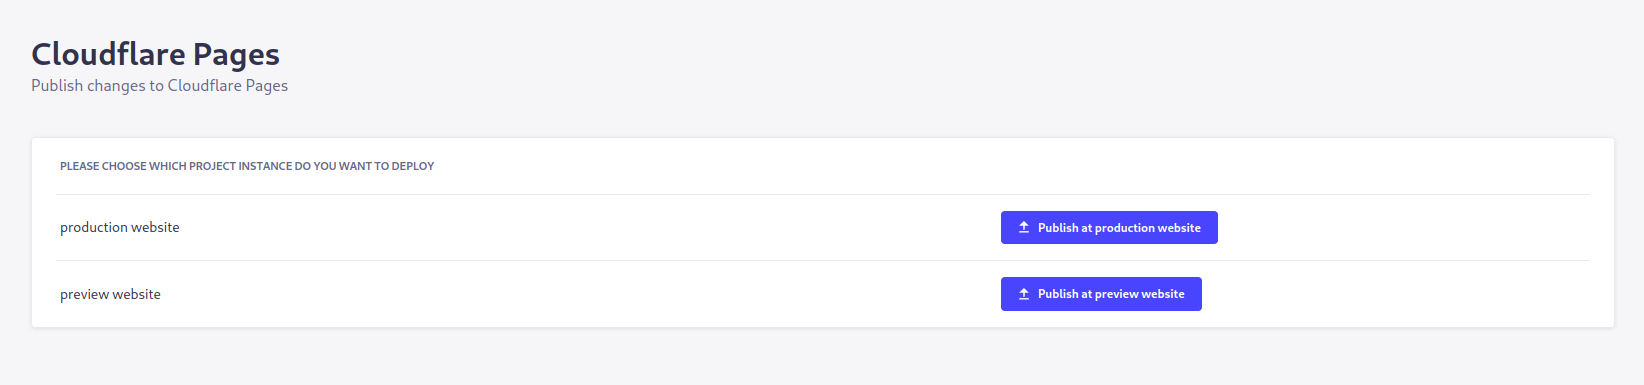 Cloudflare Pages
Publish changes to Cloudflare Pages
PLEASE CHOOSE WHICH PROJECT INSTANCE DO YOU WANT TO DEPLOY
production website
Publish at production website
preview website
Publish at preview website